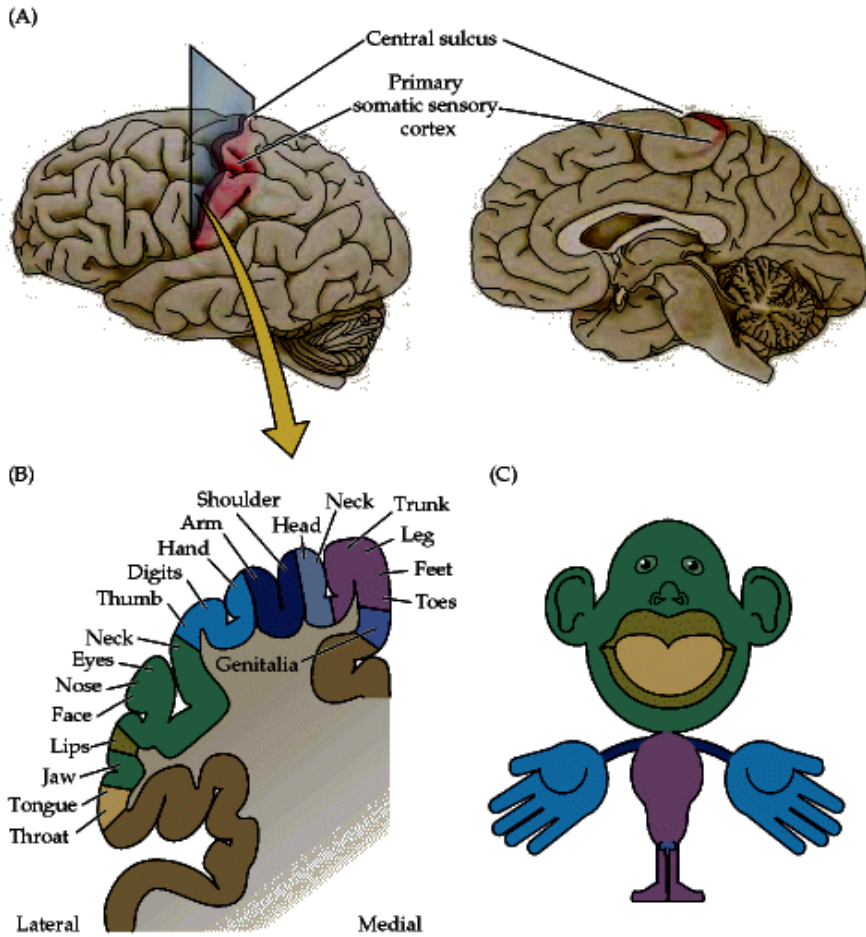 (A)
Central sulcus
Primary
somatic sensory
cortex
(B)
Shoulder
Neck
Trunk
Arm
Head
Leg
Hand
Feet
Digits
Toes
Thumb
Neck
Genitalia
Eyes
Nose
Face
Lips
Jaw
Tongue
Throat
Lateral
Medial
(C)